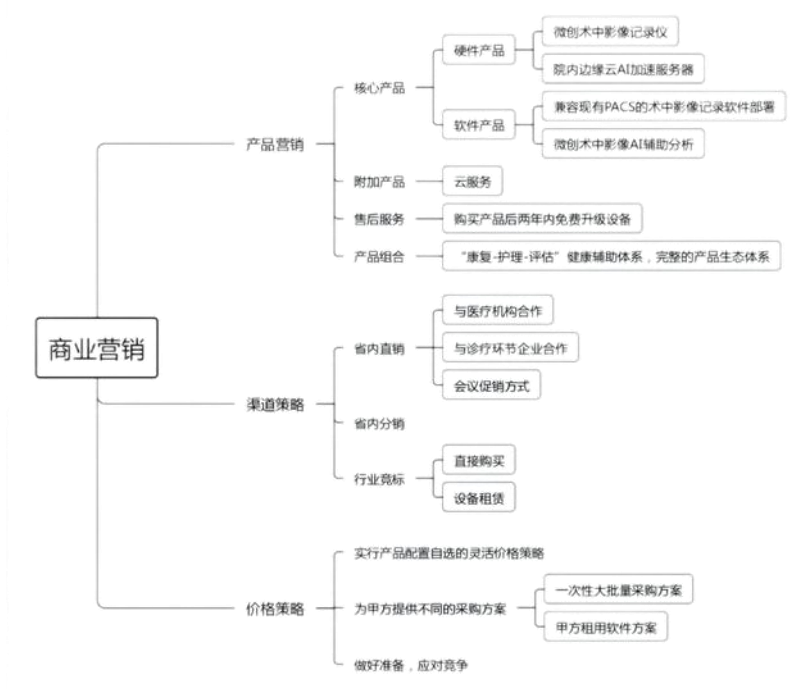 商业营销
产品营销
核心产品
硬件产品
微创术中影像记录仪
院内边缘云AI加速服务器
软件产品
兼容现有PACS的术中影像记录软件部署
微创术中影像AI辅助分析
附加产品
云服务
售后服务
购买产品后两年内免费升级设备
产品组合
“康复-护理-评估”健康辅助体系，完整的产品生态体系
渠道策略
省内直销
与医疗机构合作
与诊疗环节企业合作
会议促销方式
省内分销
行业竞标
直接购买
设备租赁
价格策略
实行产品配置自选的灵活价格策略
为甲方提供不同的采购方案
一次性大批量采购方案
甲方租用软件方案
做好准备，应对竞争